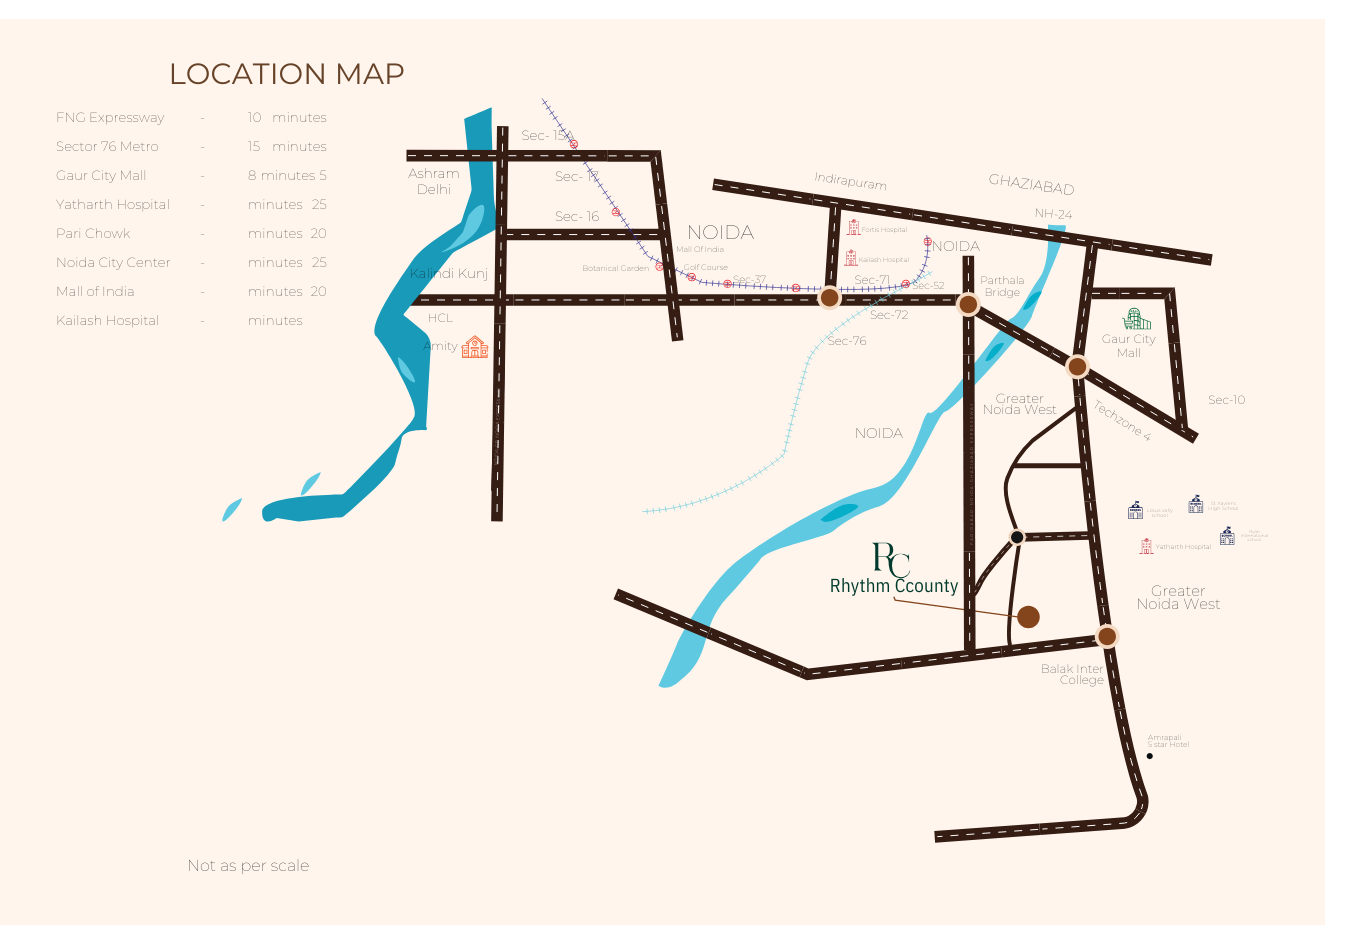 LOCATION MAP
FNG Expressway - 10 minutes
Sector 76 Metro - 15 minutes
Gaur City Mall - 8 minutes 5
Yatharth Hospital - minutes 25
Pari Chowk - minutes 20
Noida City Center - minutes 25
Mall of India - minutes 20
Kailash Hospital - minutes
Sec- 15A
Ashram
Delhi
Sec- 17
Sec- 16
NOIDA
Mall Of India
Botanical Garden
Golf Course
Sec-37
Kalindi Kunj
HCL
Amity
Indirapuram
GHAZIABAD
NH-24
Fortis Hospital
Kailash Hospital
NOIDA
Sec-71
Sec-52
Sec-72
Sec-76
Parthala
Bridge
Gaur City
Mall
Sec-10
Greater
Noida West
Techzone 4
NOIDA
Yatharth Hospital
RC
Rhythm Ccounty
Greater
Noida West
Balak Inter
College
Amrapali
5 star Hotel
Not as per scale